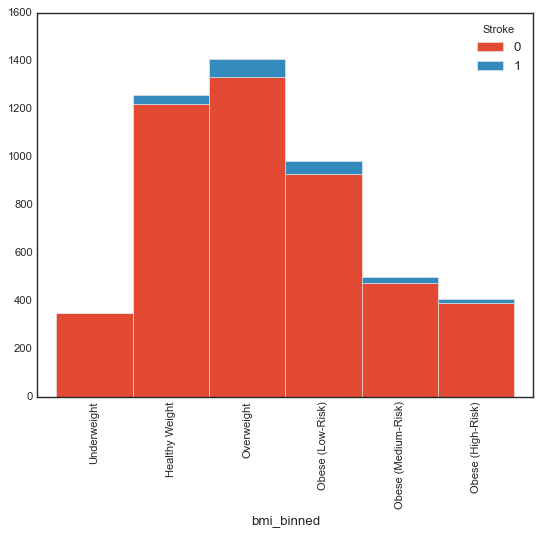 1600
1400
1200
1000
800
600
400
200
0
Stroke
0
1
Underweight
Healthy Weight
Overweight
Obese (Low-Risk)
Obese (Medium-Risk)
Obese (High-Risk)
bmi_binned